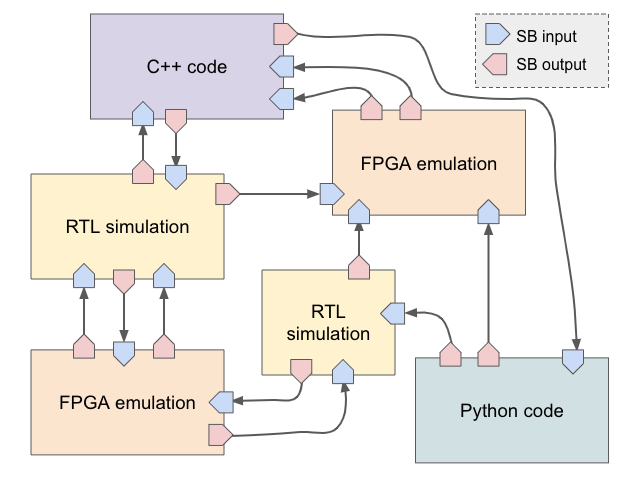 SB input
SB output
C++ code
FPGA emulation
RTL simulation
RTL
simulation
FPGA emulation
Python code